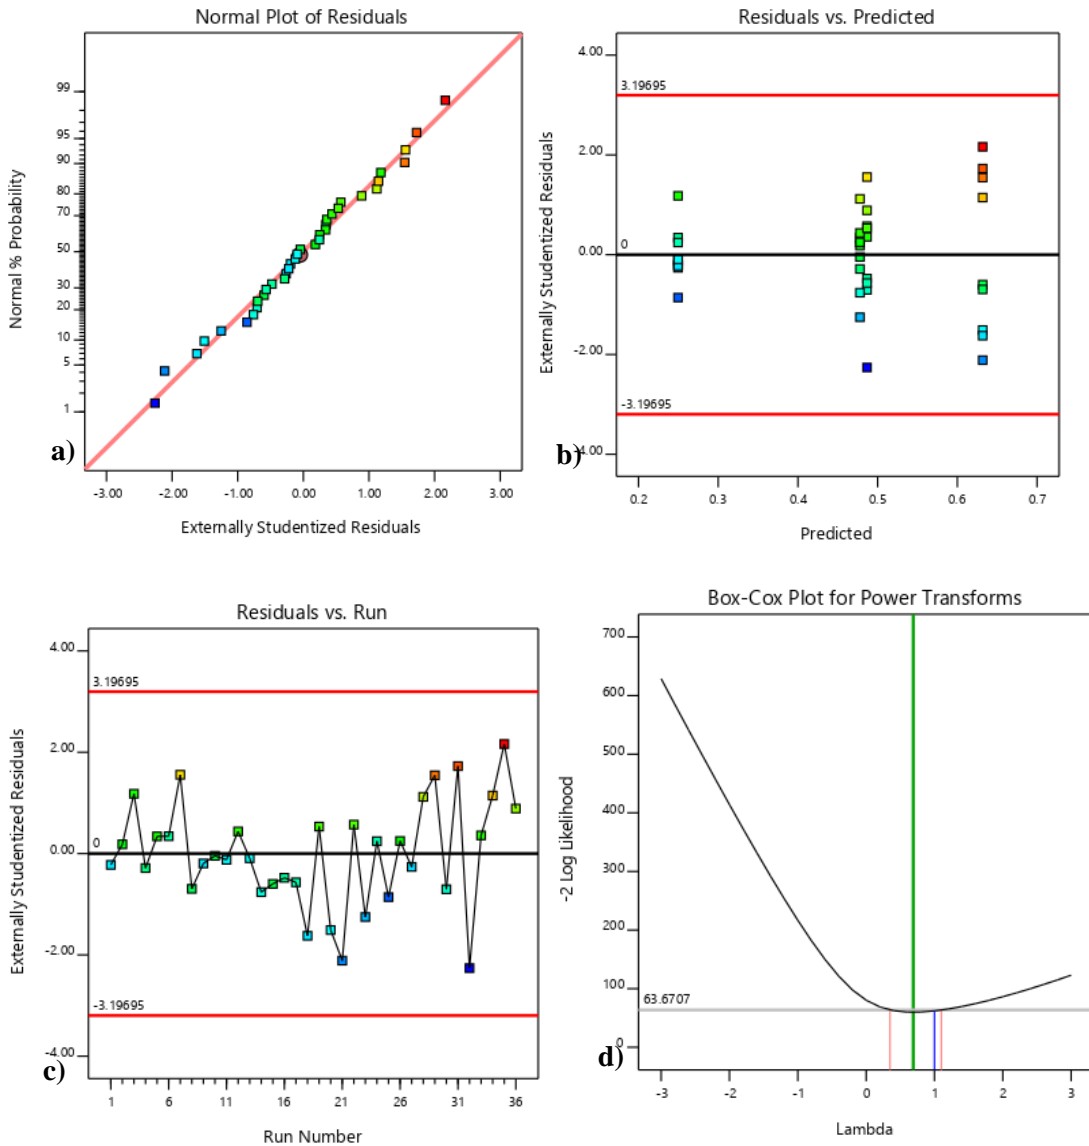 Normal Plot of Residuals
Normal % Probability
99
95
90
80
70
50
30
20
10
5
1
a)
-3.00 -2.00 -1.00 0.00 1.00 2.00 3.00
Externally Studentized Residuals
Residuals vs. Predicted
Externally Studentized Residuals
4.00
3.19695
2.00
0.00
0
-2.00
-3.19695
-4.00
b)
0.2 0.3 0.4 0.5 0.6 0.7
Predicted
Residuals vs. Run
Externally Studentized Residuals
4.00
3.19695
2.00
0.00
0
-2.00
-3.19695
-4.00
c)
1 6 11 16 21 26 31 36
Run Number
Box-Cox Plot for Power Transforms
-2 Log Likelihood
700
600
500
400
300
200
100
63.6707
0
d)
-3 -2 -1 0 1 2 3
Lambda